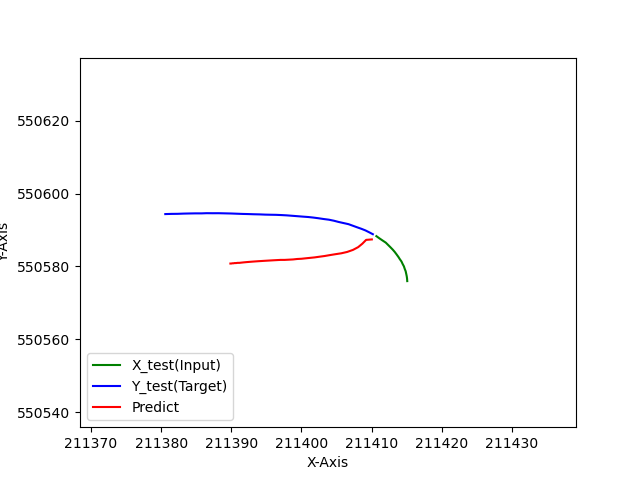 550620
550600
550580
550560
550540
Y-Axis
X_test(Input)
Y_test(Target)
Predict
211370 211380 211390 211400 211410 211420 211430
X-Axis